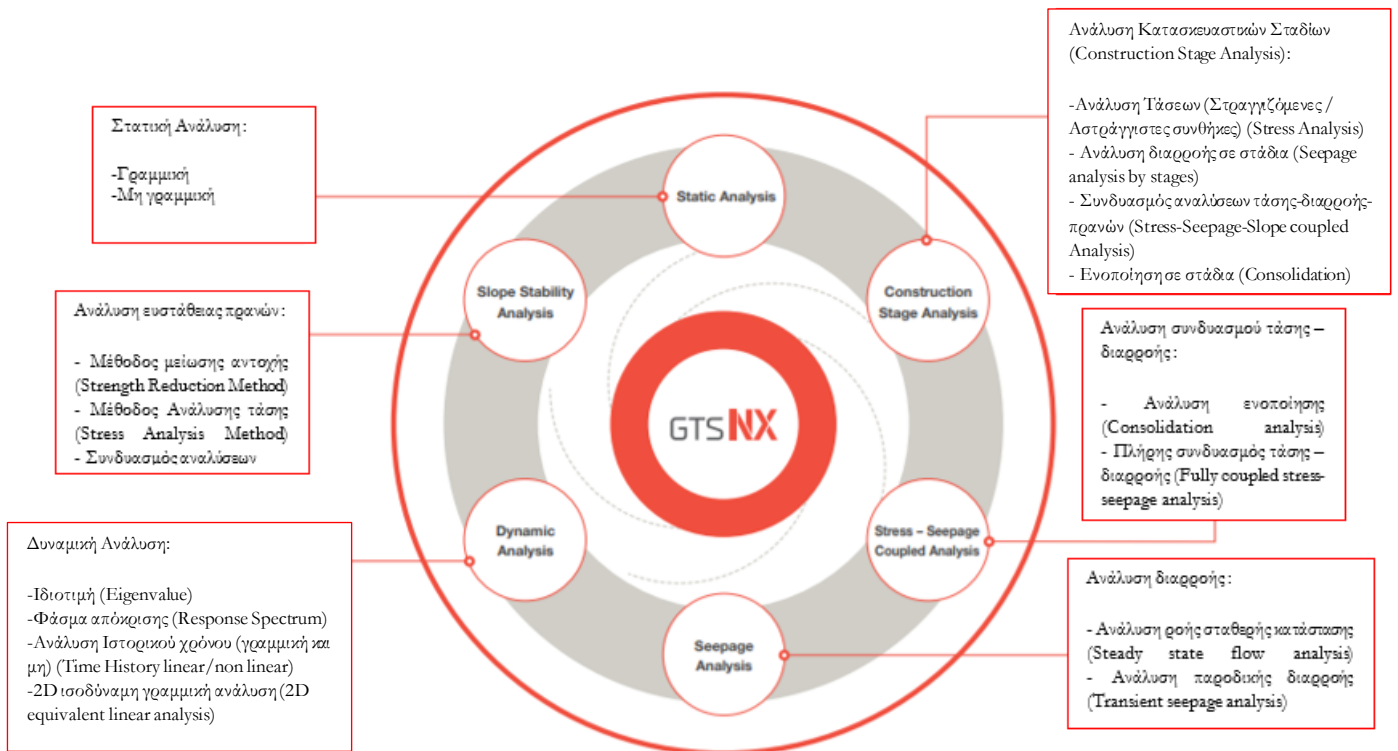 Στατική Ανάλυση:
-Γραμμική
-Μη γραμμική
Ανάλυση ευστάθειας πρανών:
- Μέθοδος μείωσης αντοχής
(Strength Reduction Method)
- Μέθοδος Ανάλυσης τάσης
(Stress Analysis Method)
- Συνδυασμός αναλύσεων
Δυναμική Ανάλυση:
-Ιδιοτιμή (Eigenvalue)
-Φάσμα απόκρισης (Response Spectrum)
-Ανάλυση Ιστορικού χρόνου (γραμμική και
μη) (Time History linear/non linear)
-2D ισοδύναμη γραμμική ανάλυση (2D
equivalent linear analysis)
Static Analysis
Slope Stability
Analysis
Construction
Stage Analysis
GTS NX
Dynamic
Analysis
Stress – Seepage
Coupled Analysis
Seepage
Analysis
Ανάλυση Κατασκευαστικών Σταδίων
(Construction Stage Analysis):
-Ανάλυση Τάσεων (Στραγγιζόμενες /
Αστράγγιστες συνθήκες) (Stress Analysis)
- Ανάλυση διαρροής σε στάδια (Seepage
analysis by stages)
- Συνδυασμός αναλύσεων τάσης-διαρροής-
πρανών (Stress-Seepage-Slope coupled
Analysis)
- Ενοποίηση σε στάδια (Consolidation)
Ανάλυση συνδυασμού τάσης –
διαρροής:
- Ανάλυση ενοποίησης
(Consolidation analysis)
- Πλήρης συνδυασμός τάσης –
διαρροής (Fully coupled stress-
seepage analysis)
Ανάλυση διαρροής:
- Ανάλυση ροής σταθερής κατάστασης
(Steady state flow analysis)
- Ανάλυση παροδικής διαρροής
(Transient seepage analysis)